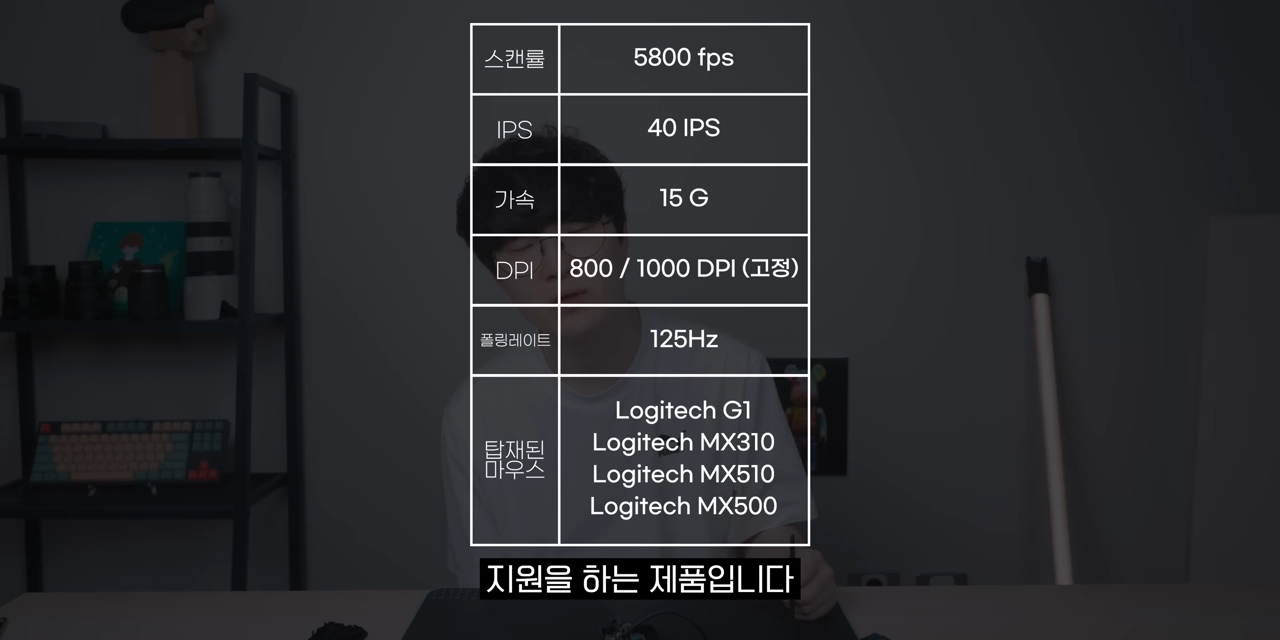 스캔률 5800 fps
IPS 40 IPS
가속 15 G
DPI 800 / 1000 DPI (고정)
폴링레이트 125Hz
탑재된
마우스
Logitech G1
Logitech MX310
Logitech MX510
Logitech MX500
지원을 하는 제품입니다